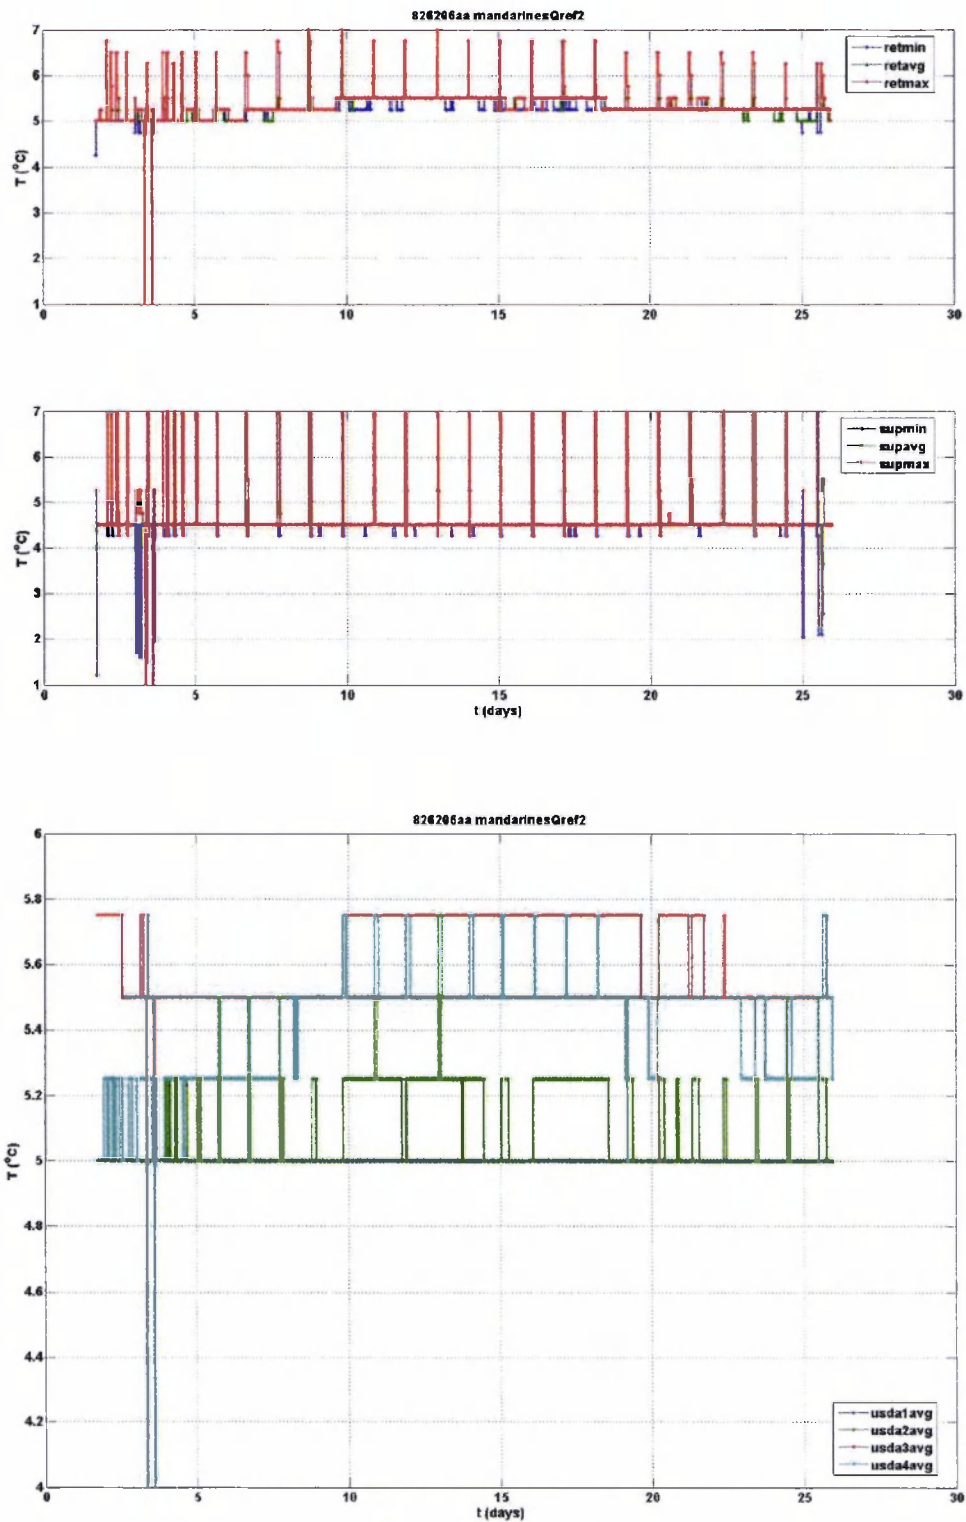 826206aa mandarinesQref2
7
6
5
4
3
2
1
T (°C)
0 5 10 15 20 25 30
retmin
retavg
retmax
7
6
5
4
3
2
1
T (°C)
0 5 10 15 20 25 30
t (days)
supmin
supavg
supmax
826206aa mandarinesQref2
6
5.8
5.6
5.4
5.2
5
4.8
4.6
4.4
4.2
4
T (°C)
0 5 10 15 20 25 30
t (days)
usda1avg
usda2avg
usda3avg
usda4avg